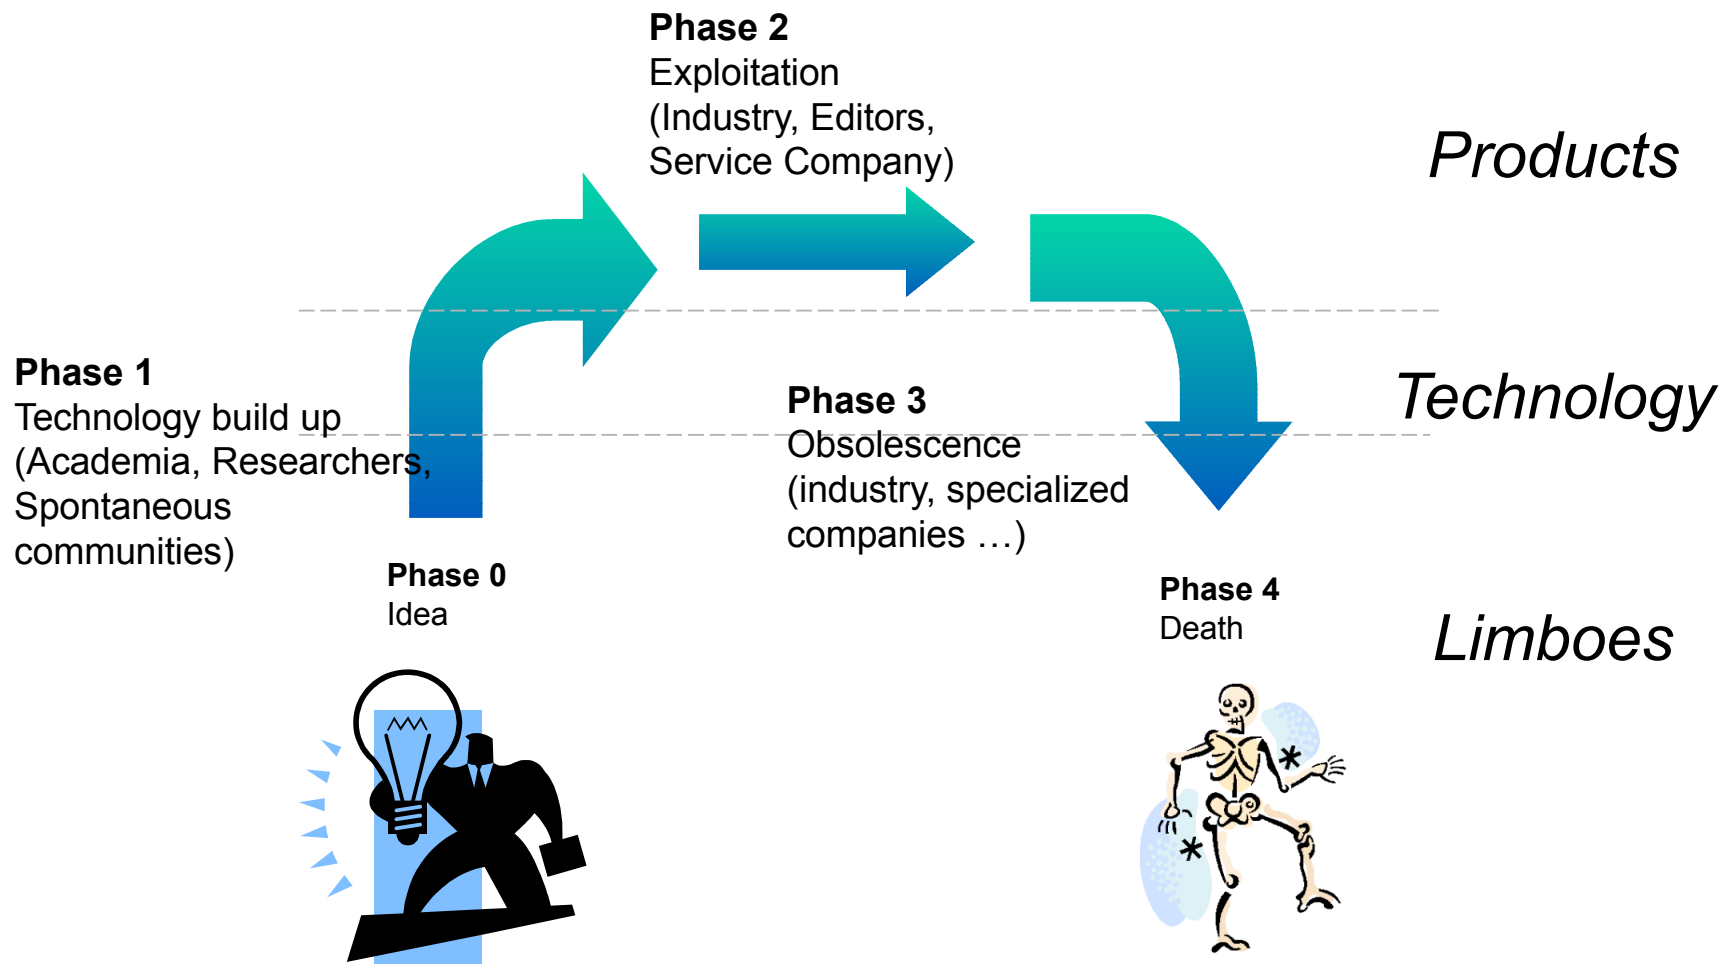 Phase 2
Exploitation
(Industry, Editors,
Service Company)
Products
Phase 1
Technology build up
(Academia, Researchers,
Spontaneous
communities)
Technology
Phase 3
Obsolescence
(industry, specialized
companies …)
Phase 0
Idea
Phase 4
Death
Limboes